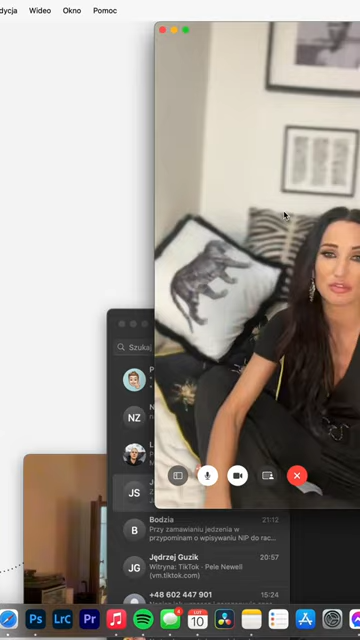 dycja Wideo Okno Pomoc
Szukaj
P
NZ
N
L
JS
J
B
Bodzia 21:12
Przy zamawianiu jedzenia w
przypominam o wpisywaniu NIP do rac...
JG
Jędrzej Guzik 20:57
Witryna: TikTok · Pele Newell
(vm.tiktok.com)
+48 602 447 901 15:24
Ps LrC Pr
LUT
10